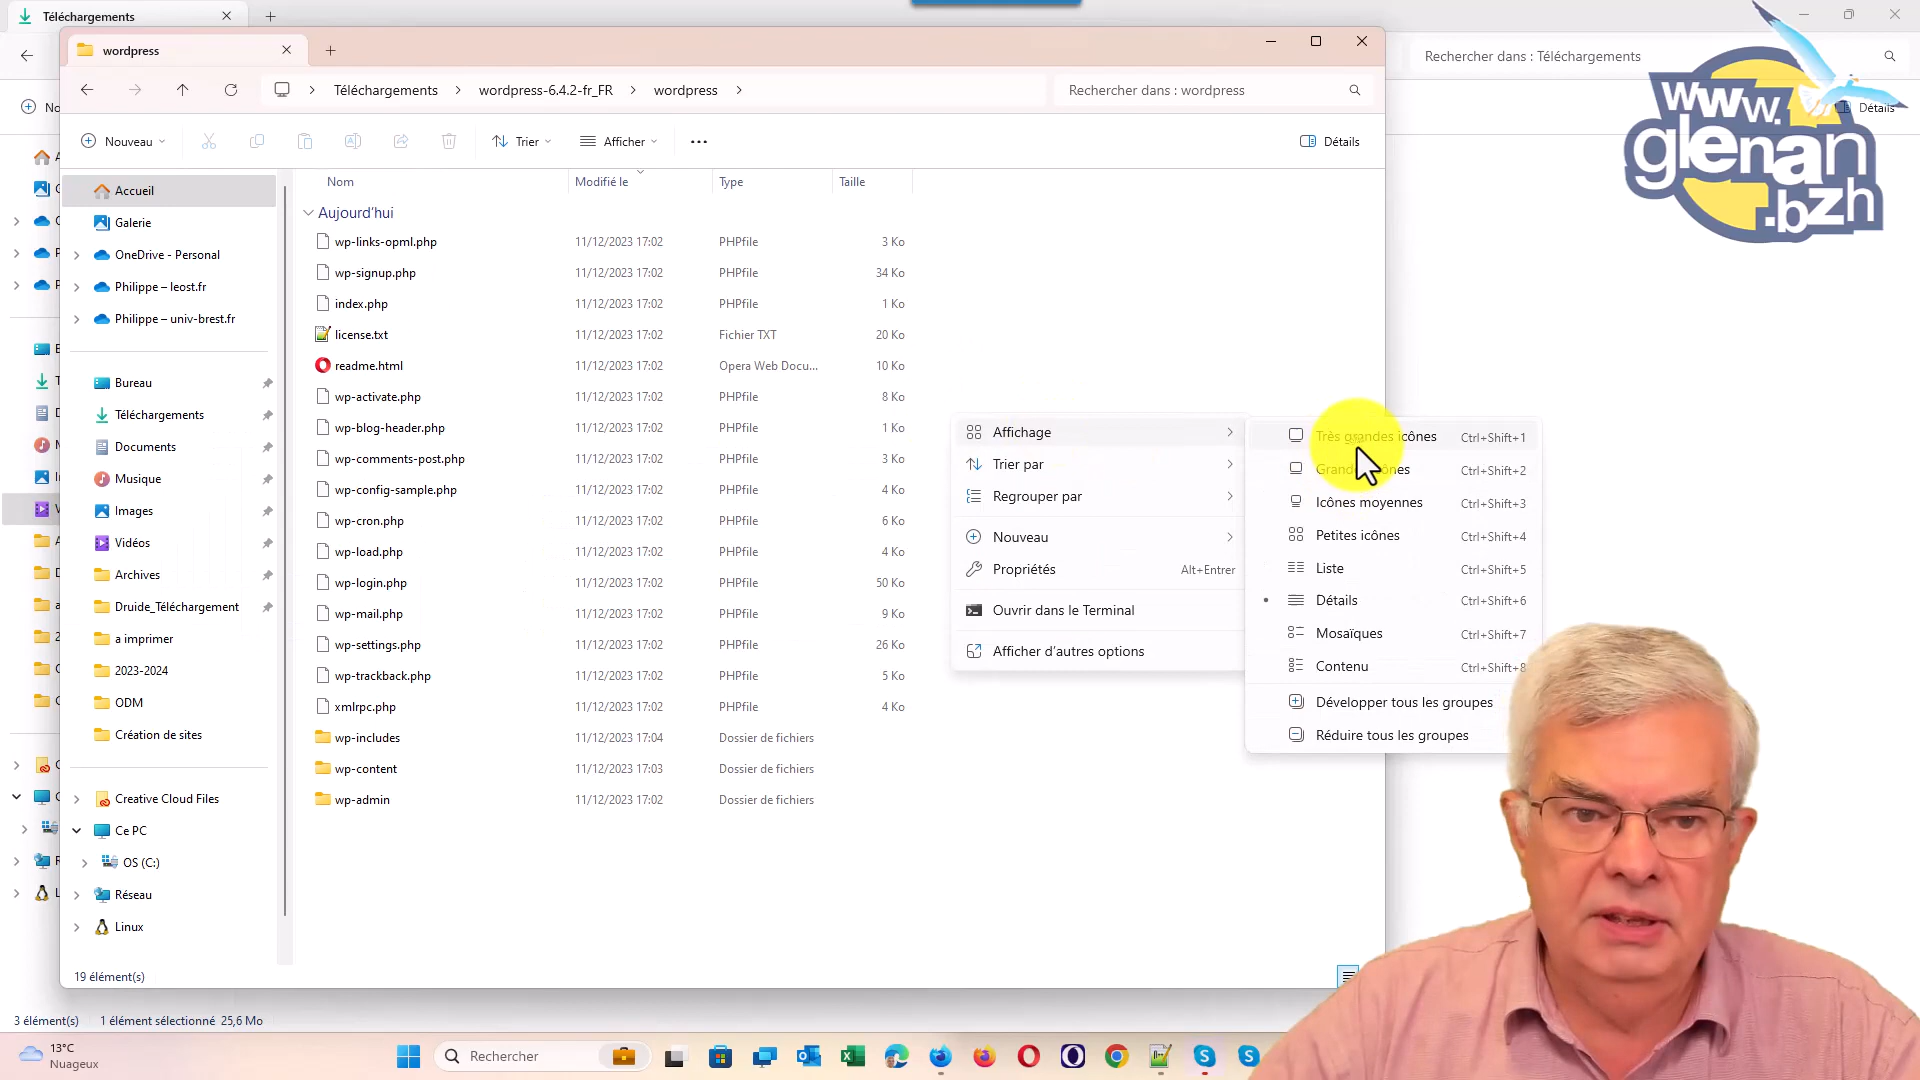 Téléchargements
Rechercher dans : Téléchargements
Détails
wordpress
Téléchargements
wordpress-6.4.2-fr_FR
wordpress
Rechercher dans : wordpress
Nouveau
Trier
Afficher
Détails
Accueil
Galerie
OneDrive - Personal
Philippe – leost.fr
Philippe – univ-brest.fr
Bureau
Téléchargements
Documents
Musique
Images
Vidéos
Archives
Druide_Téléchargement
a imprimer
2023-2024
ODM
Création de sites
Creative Cloud Files
Ce PC
OS (C:)
Réseau
Linux
Nom Modifié le Type Taille
Aujourd'hui
wp-links-opml.php 11/12/2023 17:02 PHPfile 3 Ko
wp-signup.php 11/12/2023 17:02 PHPfile 34 Ko
index.php 11/12/2023 17:02 PHPfile 1 Ko
license.txt 11/12/2023 17:02 Fichier TXT 20 Ko
readme.html 11/12/2023 17:02 Opera Web Docu... 10 Ko
wp-activate.php 11/12/2023 17:02 PHPfile 8 Ko
wp-blog-header.php 11/12/2023 17:02 PHPfile 1 Ko
wp-comments-post.php 11/12/2023 17:02 PHPfile 3 Ko
wp-config-sample.php 11/12/2023 17:02 PHPfile 4 Ko
wp-cron.php 11/12/2023 17:02 PHPfile 6 Ko
wp-load.php 11/12/2023 17:02 PHPfile 4 Ko
wp-login.php 11/12/2023 17:02 PHPfile 50 Ko
wp-mail.php 11/12/2023 17:02 PHPfile 9 Ko
wp-settings.php 11/12/2023 17:02 PHPfile 26 Ko
wp-trackback.php 11/12/2023 17:02 PHPfile 5 Ko
xmlrpc.php 11/12/2023 17:02 PHPfile 4 Ko
wp-includes 11/12/2023 17:04 Dossier de fichiers
wp-content 11/12/2023 17:03 Dossier de fichiers
wp-admin 11/12/2023 17:02 Dossier de fichiers
Affichage
Trier par
Regrouper par
Nouveau
Propriétés Alt+Entrer
Ouvrir dans le Terminal
Afficher d'autres options
Très grandes icônes Ctrl+Shift+1
Grandes icônes Ctrl+Shift+2
Icônes moyennes Ctrl+Shift+3
Petites icônes Ctrl+Shift+4
Liste Ctrl+Shift+5
Détails Ctrl+Shift+6
Mosaïques Ctrl+Shift+7
Contenu Ctrl+Shift+8
Développer tous les groupes
Réduire tous les groupes
www.
glenan
.bzh
19 élément(s)
3 élément(s) 1 élément sélectionné 25,6 Mo
13°C
Nuageux
Rechercher